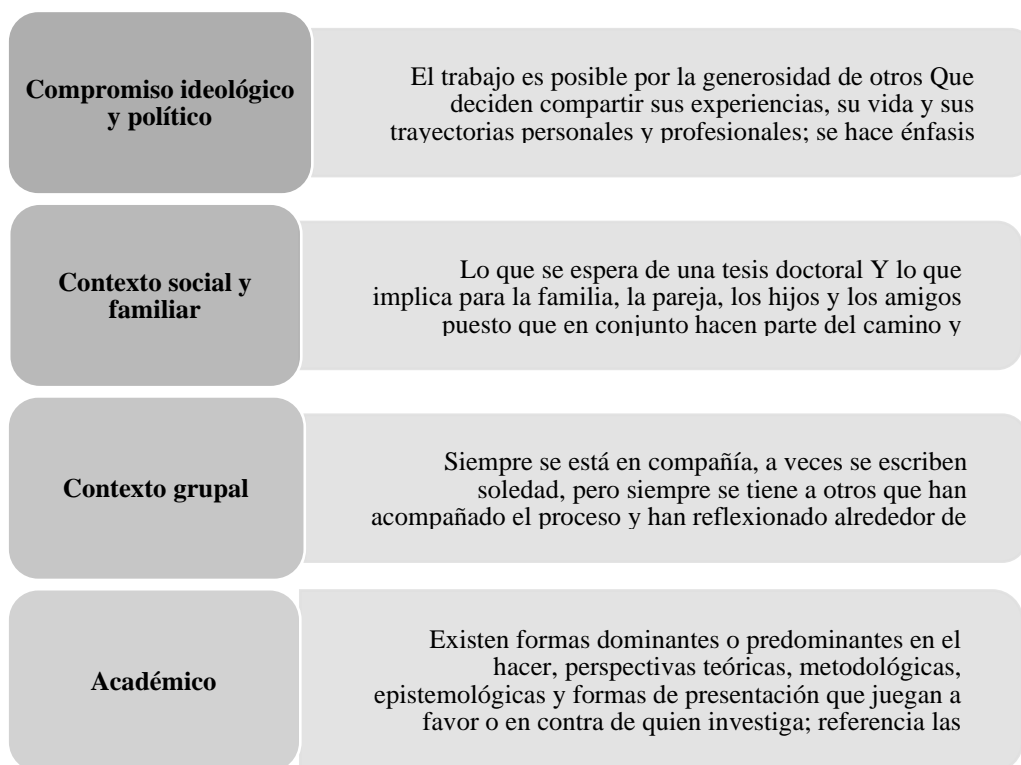 Compromiso ideológico
y político
El trabajo es posible por la generosidad de otros Que
deciden compartir sus experiencias, su vida y sus
trayectorias personales y profesionales; se hace énfasis
Contexto social y
familiar
Lo que se espera de una tesis doctoral Y lo que
implica para la familia, la pareja, los hijos y los amigos
puesto que en conjunto hacen parte del camino y
Contexto grupal
Siempre se está en compañía, a veces se escriben
soledad, pero siempre se tiene a otros que han
acompañado el proceso y han reflexionado alrededor de
Académico
Existen formas dominantes o predominantes en el
hacer, perspectivas teóricas, metodológicas,
epistemológicas y formas de presentación que juegan a
favor o en contra de quien investiga; referencia las